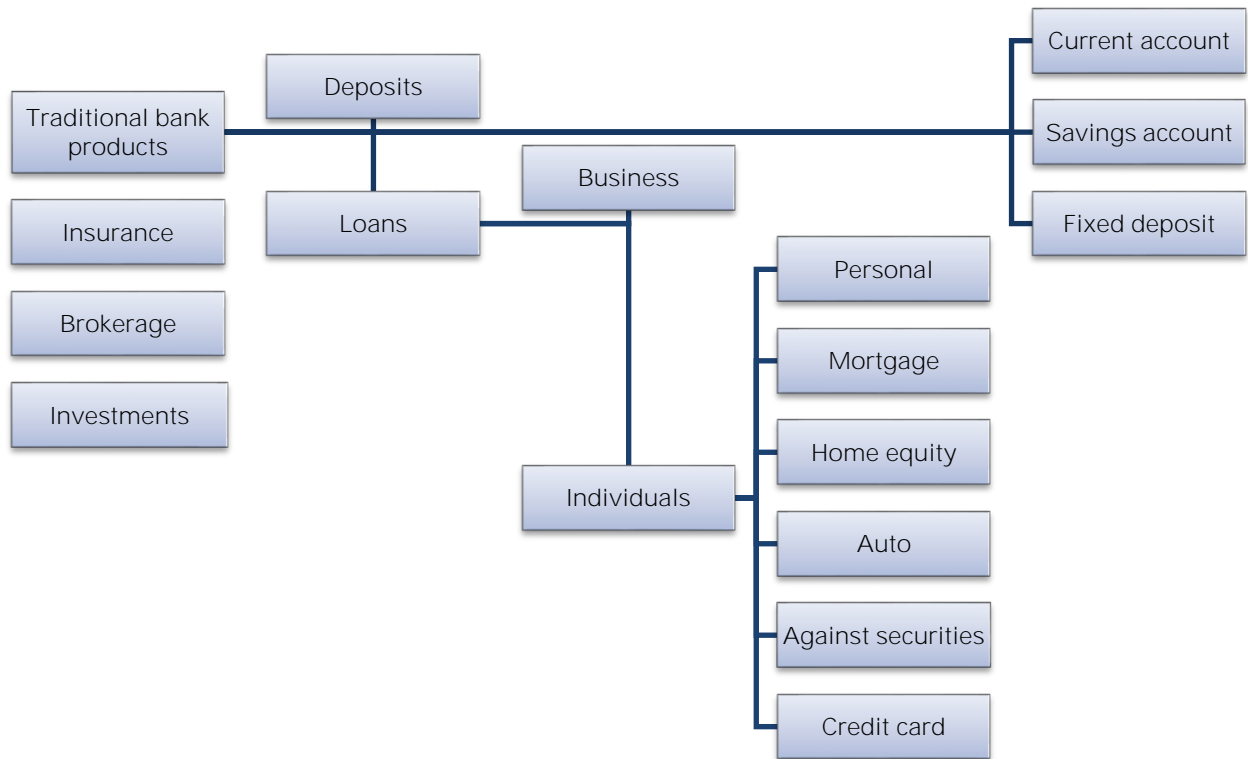 Traditional bank
products
Insurance
Brokerage
Investments
Deposits
Loans
Business
Individuals
Personal
Mortgage
Home equity
Auto
Against securities
Credit card
Current account
Savings account
Fixed deposit